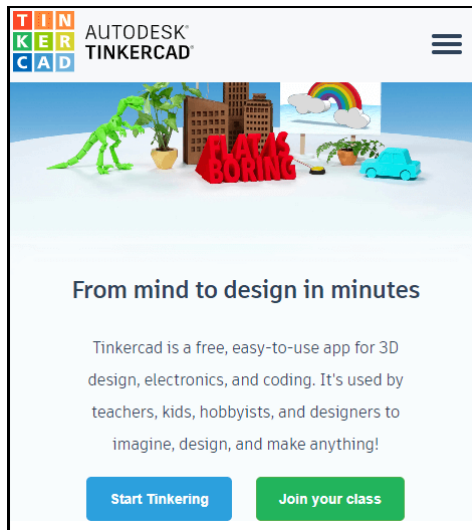 TIN
KER
CAD
AUTODESK®
TINKERCAD®
FLAT IS
BORING
From mind to design in minutes
Tinkercad is a free, easy-to-use app for 3D
design, electronics, and coding. It's used by
teachers, kids, hobbyists, and designers to
imagine, design, and make anything!
Start Tinkering
Join your class